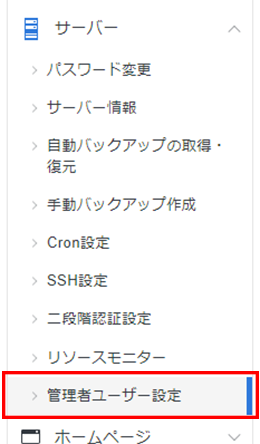 サーバー
パスワード変更
サーバー情報
自動バックアップの取得・
復元
手動バックアップ作成
Cron設定
SSH設定
二段階認証設定
リソースモニター
管理者ユーザー設定
ホームページ